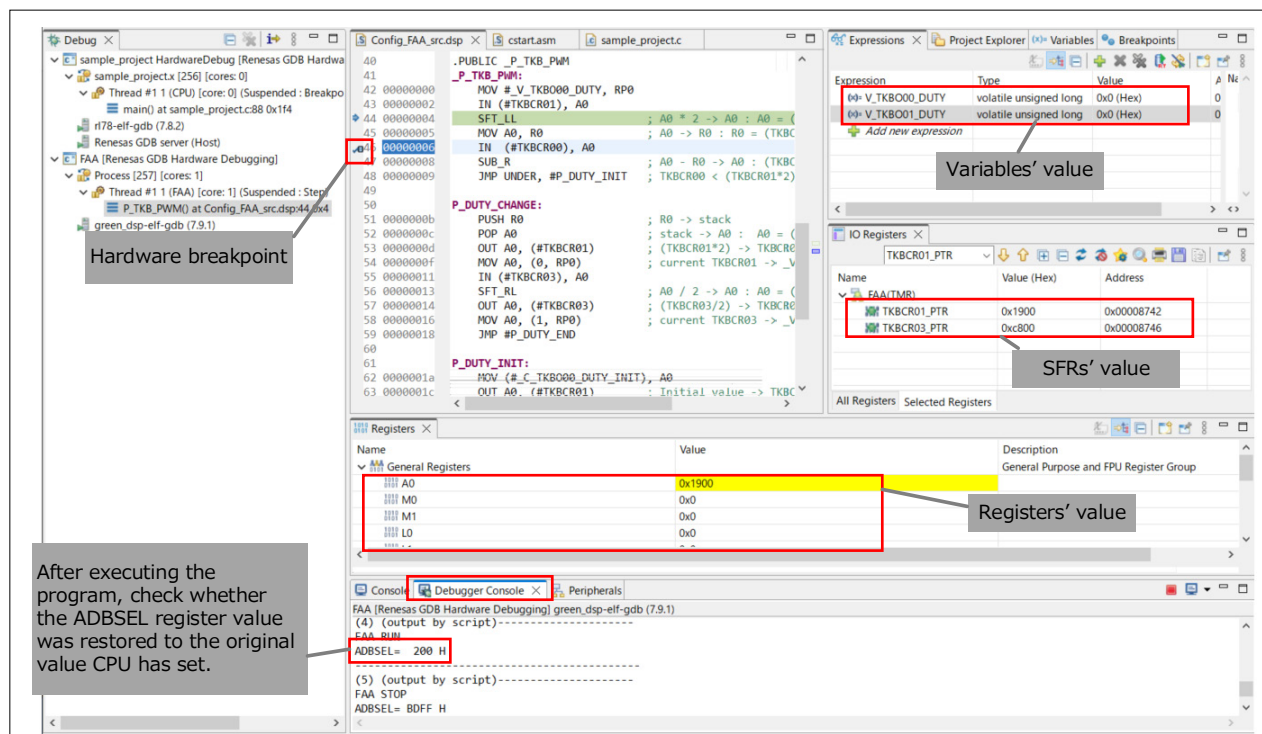 Debug
sample_project HardwareDebug [Renesas GDB Hardwa
sample_project.x [256] [cores: 0]
Thread #1 1 (CPU) [core: 0] (Suspended : Breakpo
main() at sample_project.c:88 0x1f4
rl78-elf-gdb (7.8.2)
Renesas GDB server (Host)
FAA [Renesas GDB Hardware Debugging]
Process [257] [cores: 1]
Thread #1 1 (FAA) [core: 1] (Suspended : Step)
P_TKB_PWM() at Config_FAA_src.dsp:44 0x4
green_dsp-elf-gdb (7.9.1)
Hardware breakpoint
Config_FAA_src.dsp cstart.asm sample_project.c
40 .PUBLIC _P_TKB_PWM
41 _P_TKB_PWM:
42 00000000 MOV #_V_TKBO00_DUTY, RP0
43 00000002 IN (#TKBCR01), A0
44 00000004 SFT_LL ; A0 * 2 -> A0 : A0 = (
45 00000005 MOV A0, R0 ; A0 -> R0 : R0 = (TKBC
46 00000006 IN (#TKBCR00), A0
47 00000008 SUB_R ; A0 - R0 -> A0 : (TKBC
48 00000009 JMP UNDER, #P_DUTY_INIT ; TKBCR00 < (TKBCR01*2)
49
50 P_DUTY_CHANGE:
51 0000000b PUSH R0 ; R0 -> stack
52 0000000c POP A0 ; stack -> A0 : A0 = (
53 0000000d OUT A0, (#TKBCR01) ; (TKBCR01*2) -> TKBCR0
54 0000000f MOV A0, (0, RP0) ; current TKBCR01 -> _V
55 00000011 IN (#TKBCR03), A0
56 00000013 SFT_RL ; A0 / 2 -> A0 : A0 = (
57 00000014 OUT A0, (#TKBCR03) ; (TKBCR03/2) -> TKBCR0
58 00000016 MOV A0, (1, RP0) ; current TKBCR03 -> _V
59 00000018 JMP #P_DUTY_END
60
61 P_DUTY_INIT:
62 0000001a MOV (#_C_TKBO00_DUTY_INIT), A0
63 0000001c OUT A0, (#TKBCR01) ; Initial value -> TKBC
Expressions Project Explorer (x)= Variables Breakpoints
Expression Type Value
(x)= V_TKBO00_DUTY volatile unsigned long 0x0 (Hex) 0
(x)= V_TKBO01_DUTY volatile unsigned long 0x0 (Hex) 0
Add new expression
Variables’ value
IO Registers
TKBCR01_PTR
Name Value (Hex) Address
FAA(TMR)
TKBCR01_PTR 0x1900 0x00008742
TKBCR03_PTR 0xc800 0x00008746
SFRs’ value
All Registers Selected Registers
Registers
Name Value Description
General Registers General Purpose and FPU Register Group
A0 0x1900
M0 0x0
M1 0x0
L0 0x0
Registers’ value
After executing the
program, check whether
the ADBSEL register value
was restored to the original
value CPU has set.
Console Debugger Console Peripherals
FAA [Renesas GDB Hardware Debugging] green_dsp-elf-gdb (7.9.1)
(4) (output by script)---------------------
FAA RUN
ADBSEL= 200 H
--------------------------------------------
(5) (output by script)---------------------
FAA STOP
ADBSEL= BDFF H